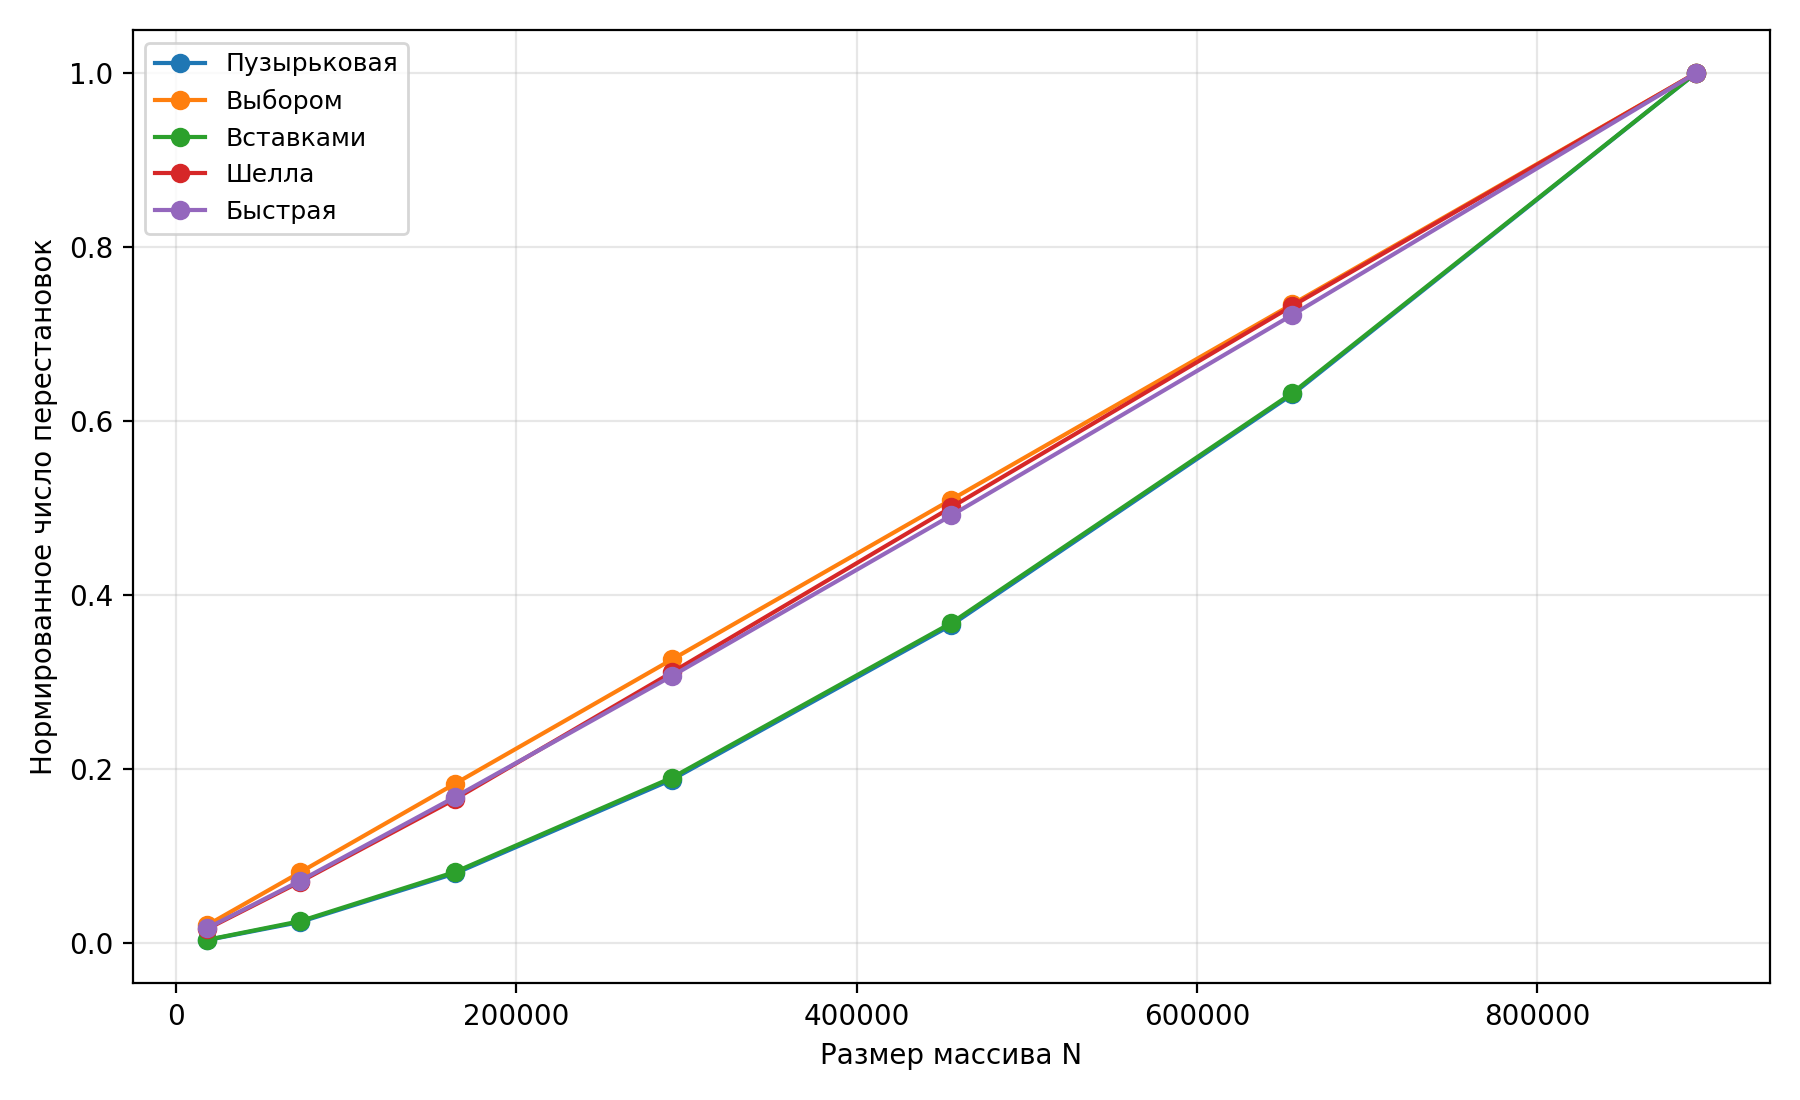 Пузырьковая
Выбором
Вставками
Шелла
Быстрая
1.0
0.8
0.6
0.4
0.2
0.0
Нормированное число перестановок
0 200000 400000 600000 800000
Размер массива N